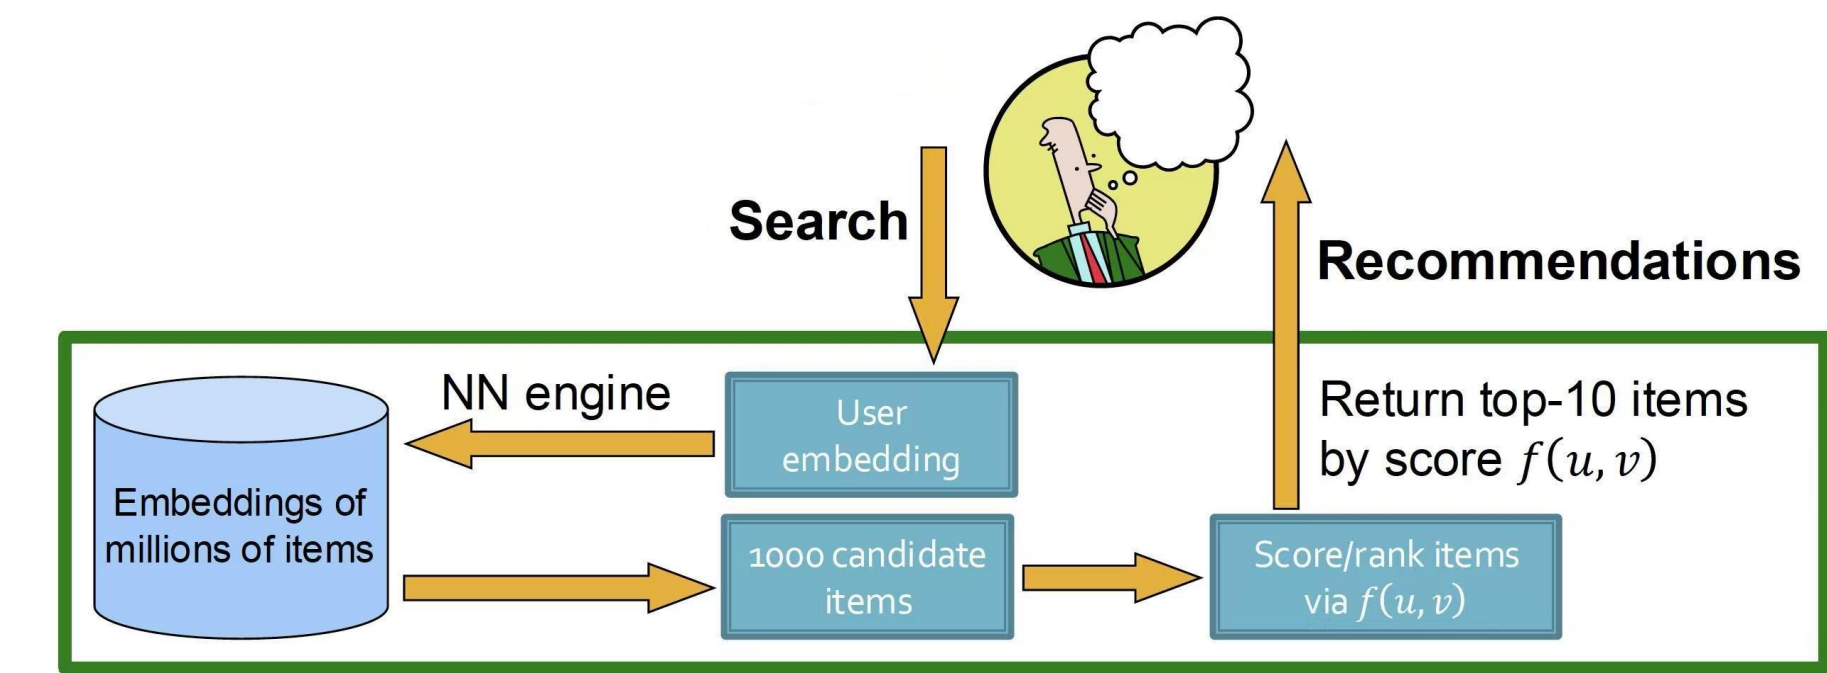 Search
Recommendations
NN engine
User
embedding
Return top-10 items
by score f(u, v)
Embeddings of
millions of items
1000 candidate
items
Score/rank items
via f(u, v)